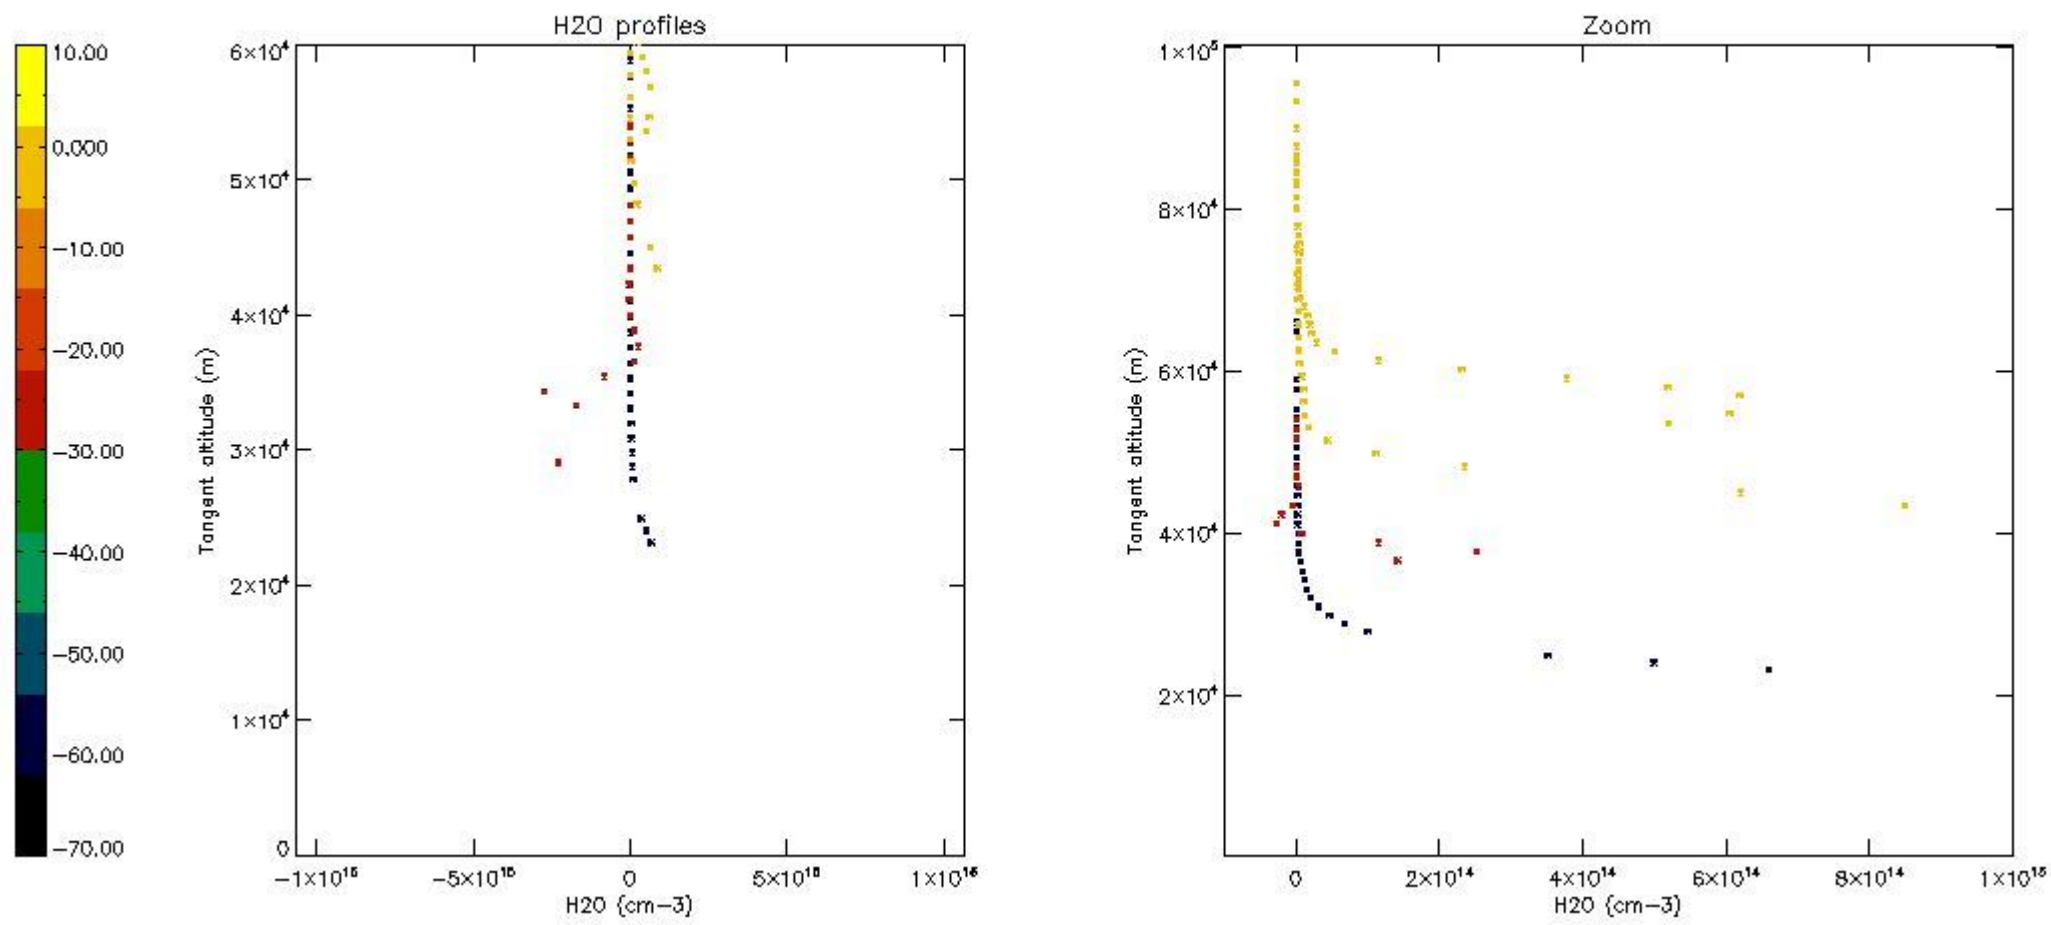 H2O profiles
10.00
0.000
−10.00
−20.00
−30.00
−40.00
−50.00
−60.00
−70.00
Tangent altitude (m)
6×10⁴
5×10⁴
4×10⁴
3×10⁴
2×10⁴
1×10⁴
0
−1×10¹⁶ −5×10¹⁵ 0 5×10¹⁵ 1×10¹⁶
H2O (cm−3)
Zoom
Tangent altitude (m)
1×10⁵
8×10⁴
6×10⁴
4×10⁴
2×10⁴
0 2×10¹⁴ 4×10¹⁴ 6×10¹⁴ 8×10¹⁴ 1×10¹⁵
H2O (cm−3)